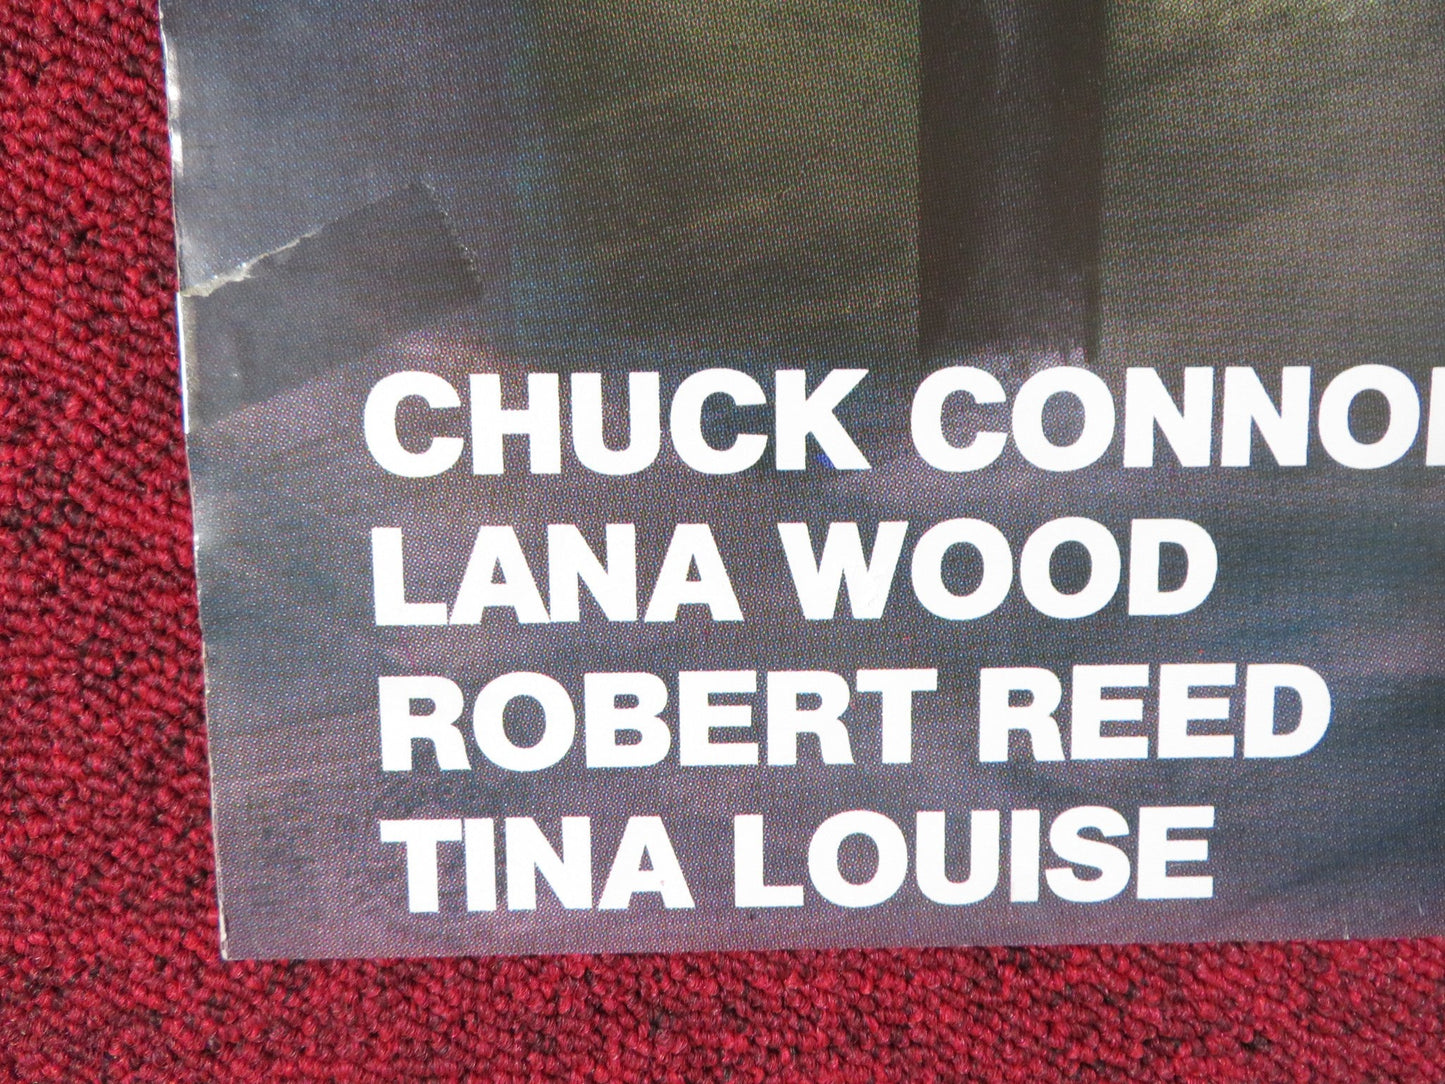 CHUCK CONNO
LANA WOOD
ROBERT REED
TINA LOUISE